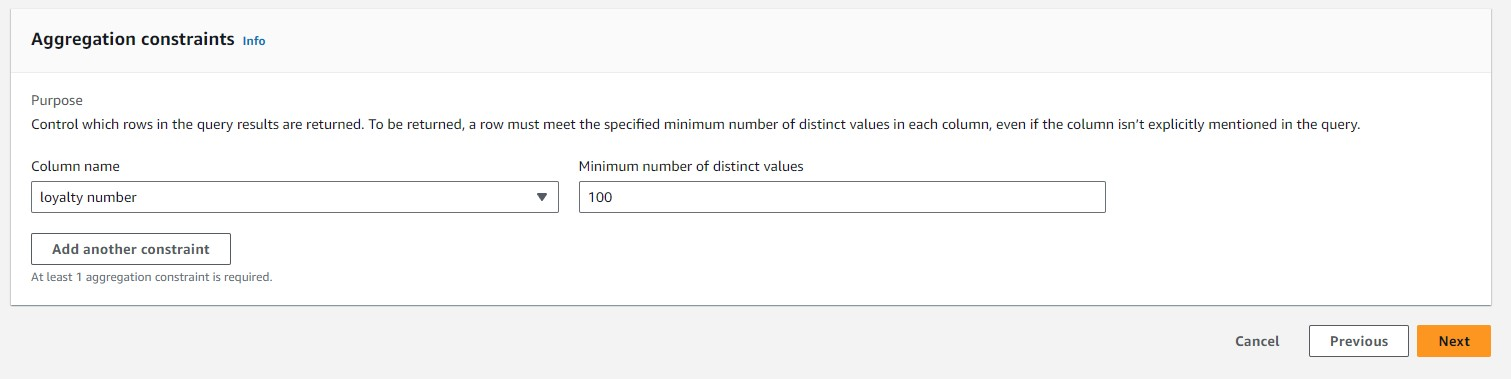 Aggregation constraints Info
Purpose
Control which rows in the query results are returned. To be returned, a row must meet the specified minimum number of distinct values in each column, even if the column isn’t explicitly mentioned in the query.
Column name Minimum number of distinct values
loyalty number 100
Add another constraint
At least 1 aggregation constraint is required.
Cancel Previous Next